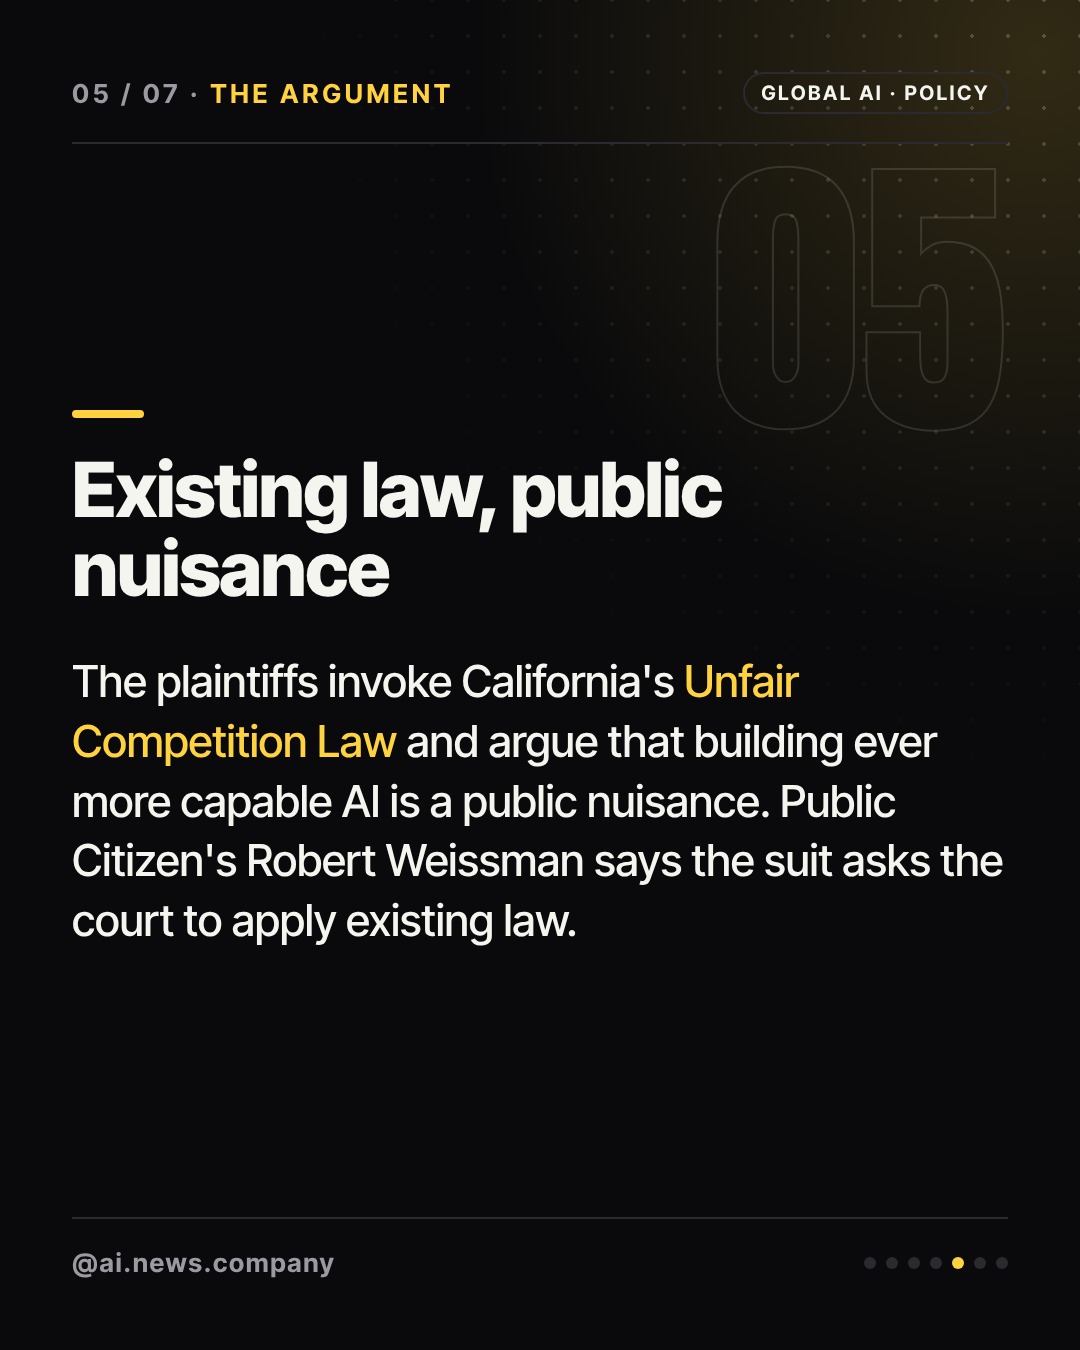 05 / 07 · THE ARGUMENT
GLOBAL AI · POLICY
05
Existing law, public
nuisance
The plaintiffs invoke California's Unfair
Competition Law and argue that building ever
more capable AI is a public nuisance. Public
Citizen's Robert Weissman says the suit asks the
court to apply existing law.
@ai.news.company